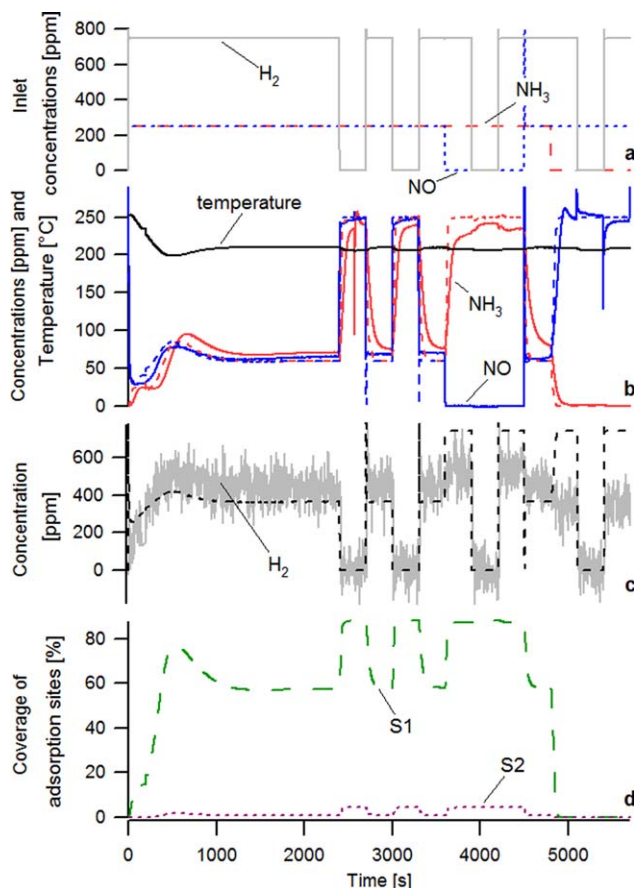 800
600
400
200
0
Inlet
concentrations [ppm]
H2
NH3
NO
a
250
200
150
100
50
0
Concentrations [ppm] and
Temperature [°C]
temperature
NH3
NO
b
600
400
200
0
Concentration
[ppm]
H2
c
80
60
40
20
0
Coverage of
adsorption sites [%]
S1
S2
d
0
1000
2000
3000
4000
5000
Time [s]